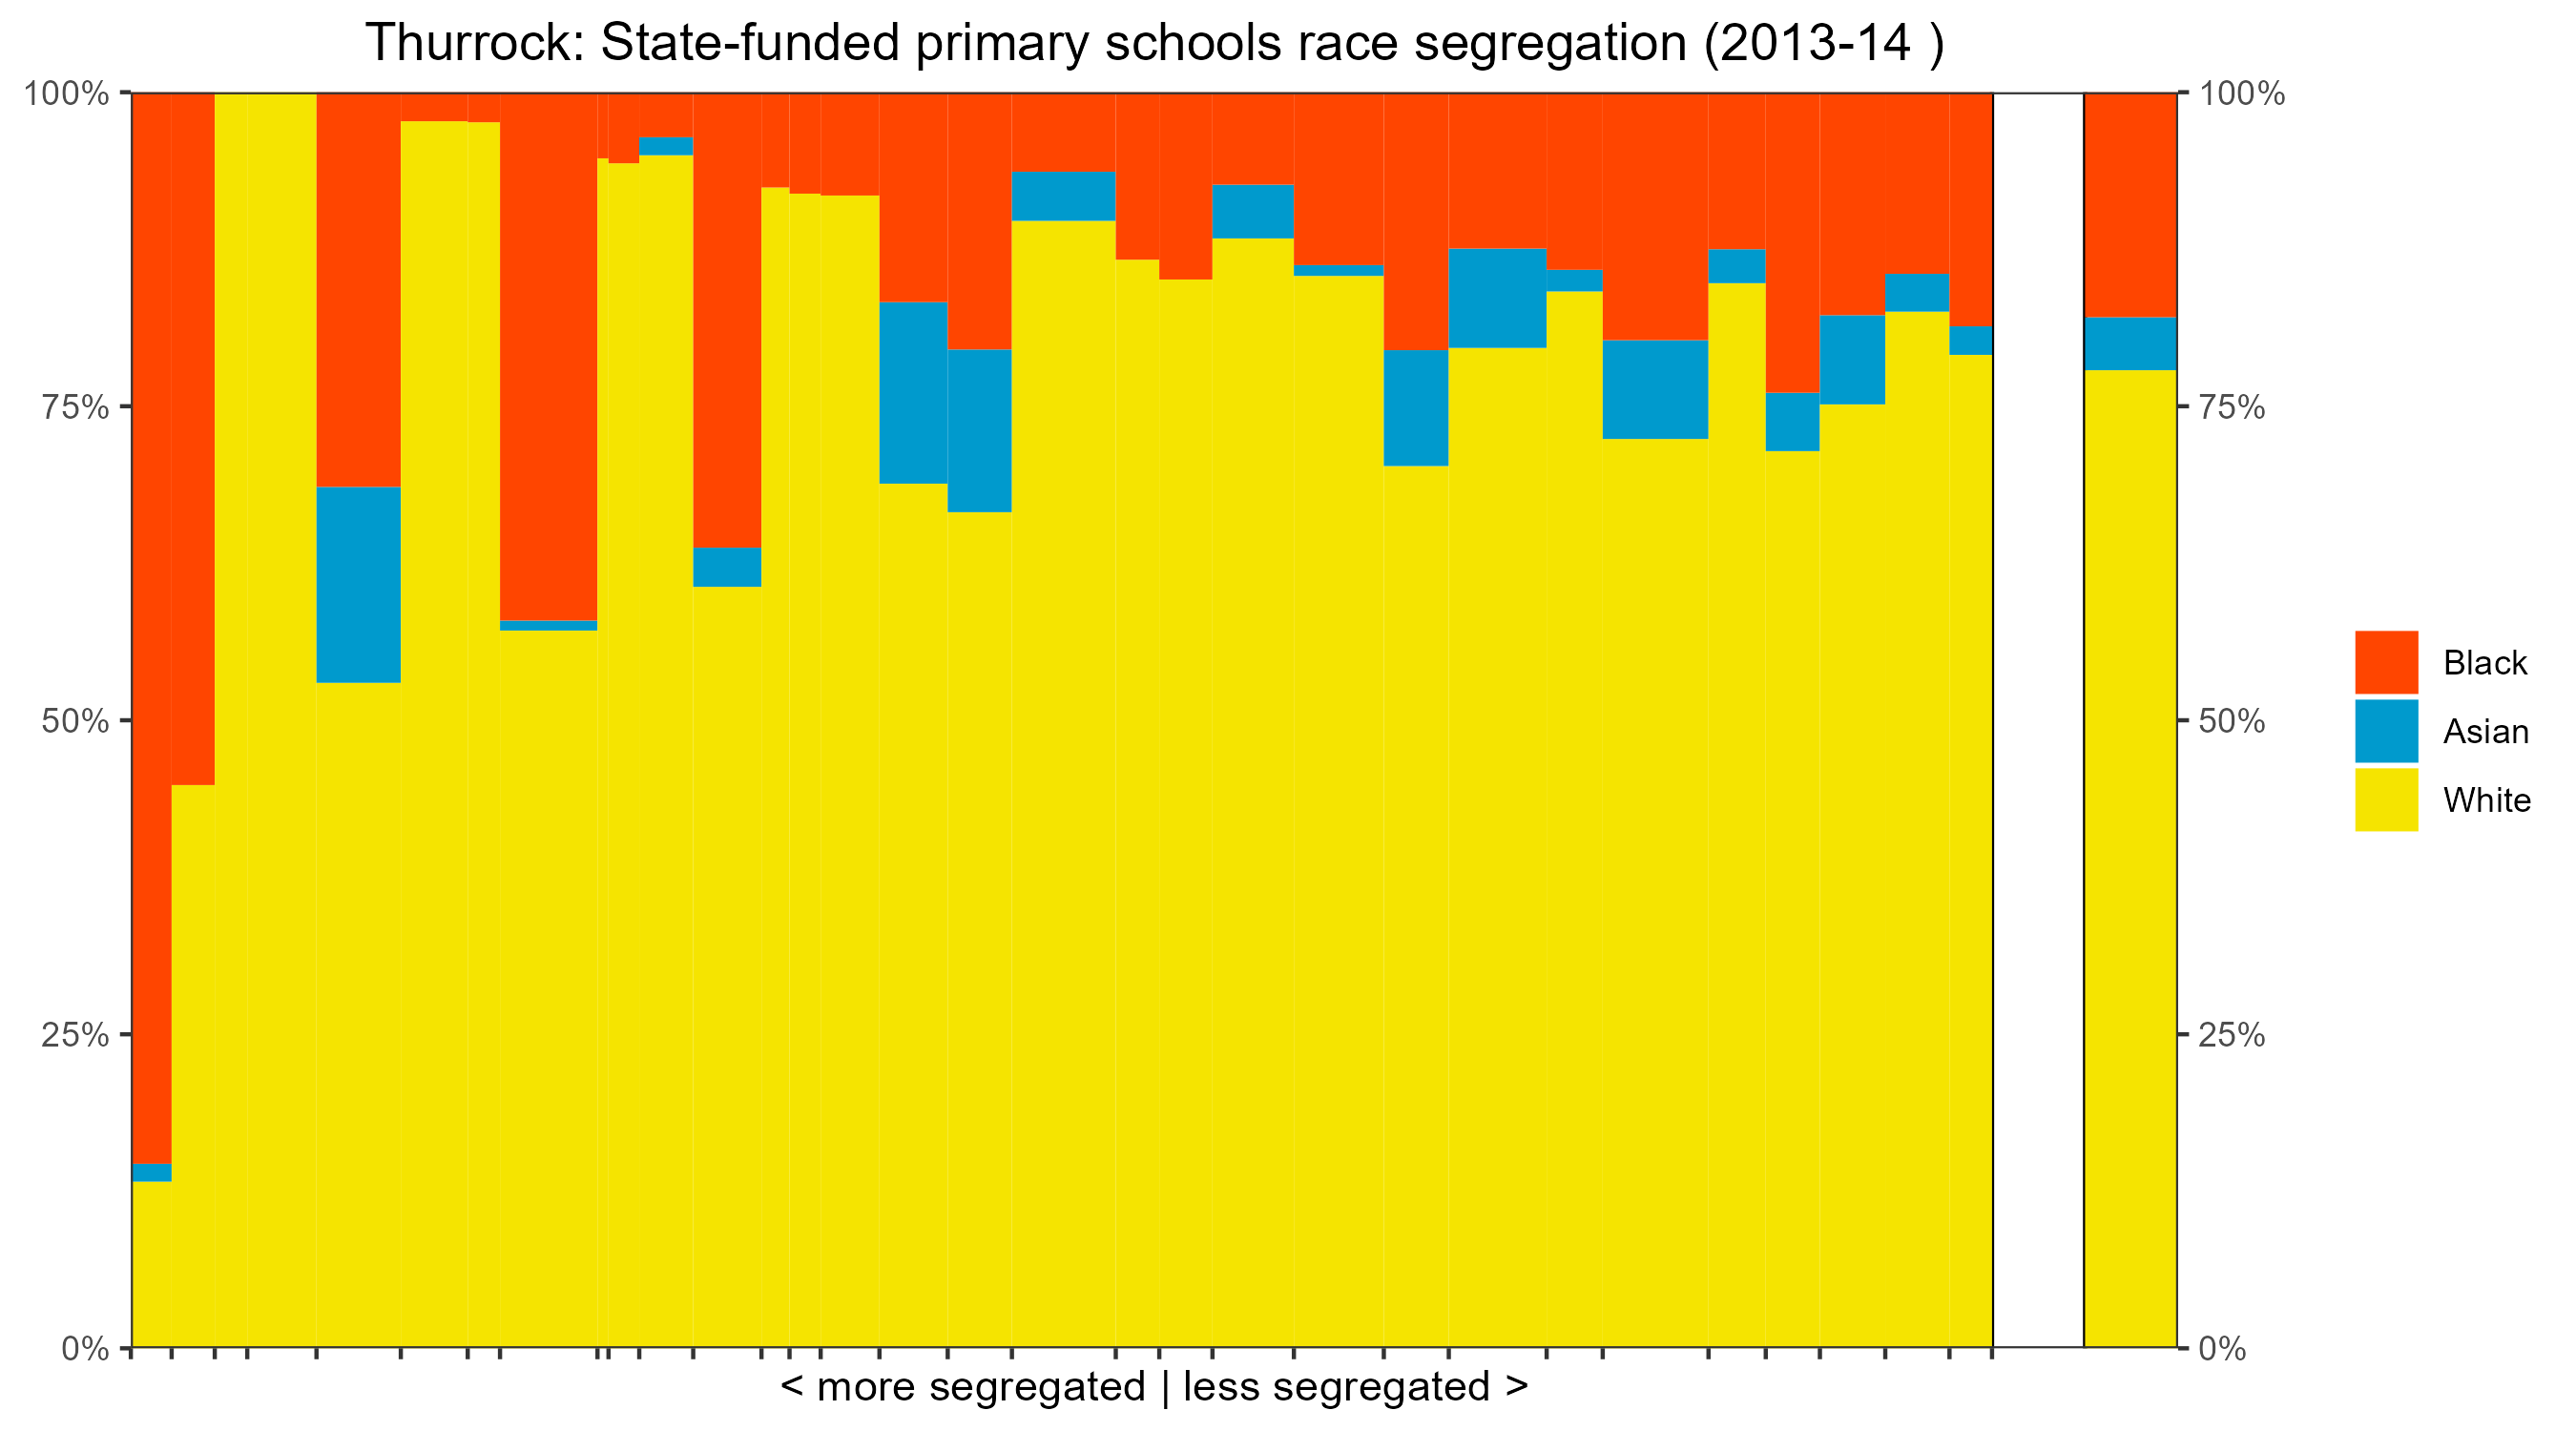 Thurrock: State-funded primary schools race segregation (2013-14 )
100%
75%
50%
25%
0%
100%
75%
50%
25%
0%
Black
Asian
White
< more segregated | less segregated >